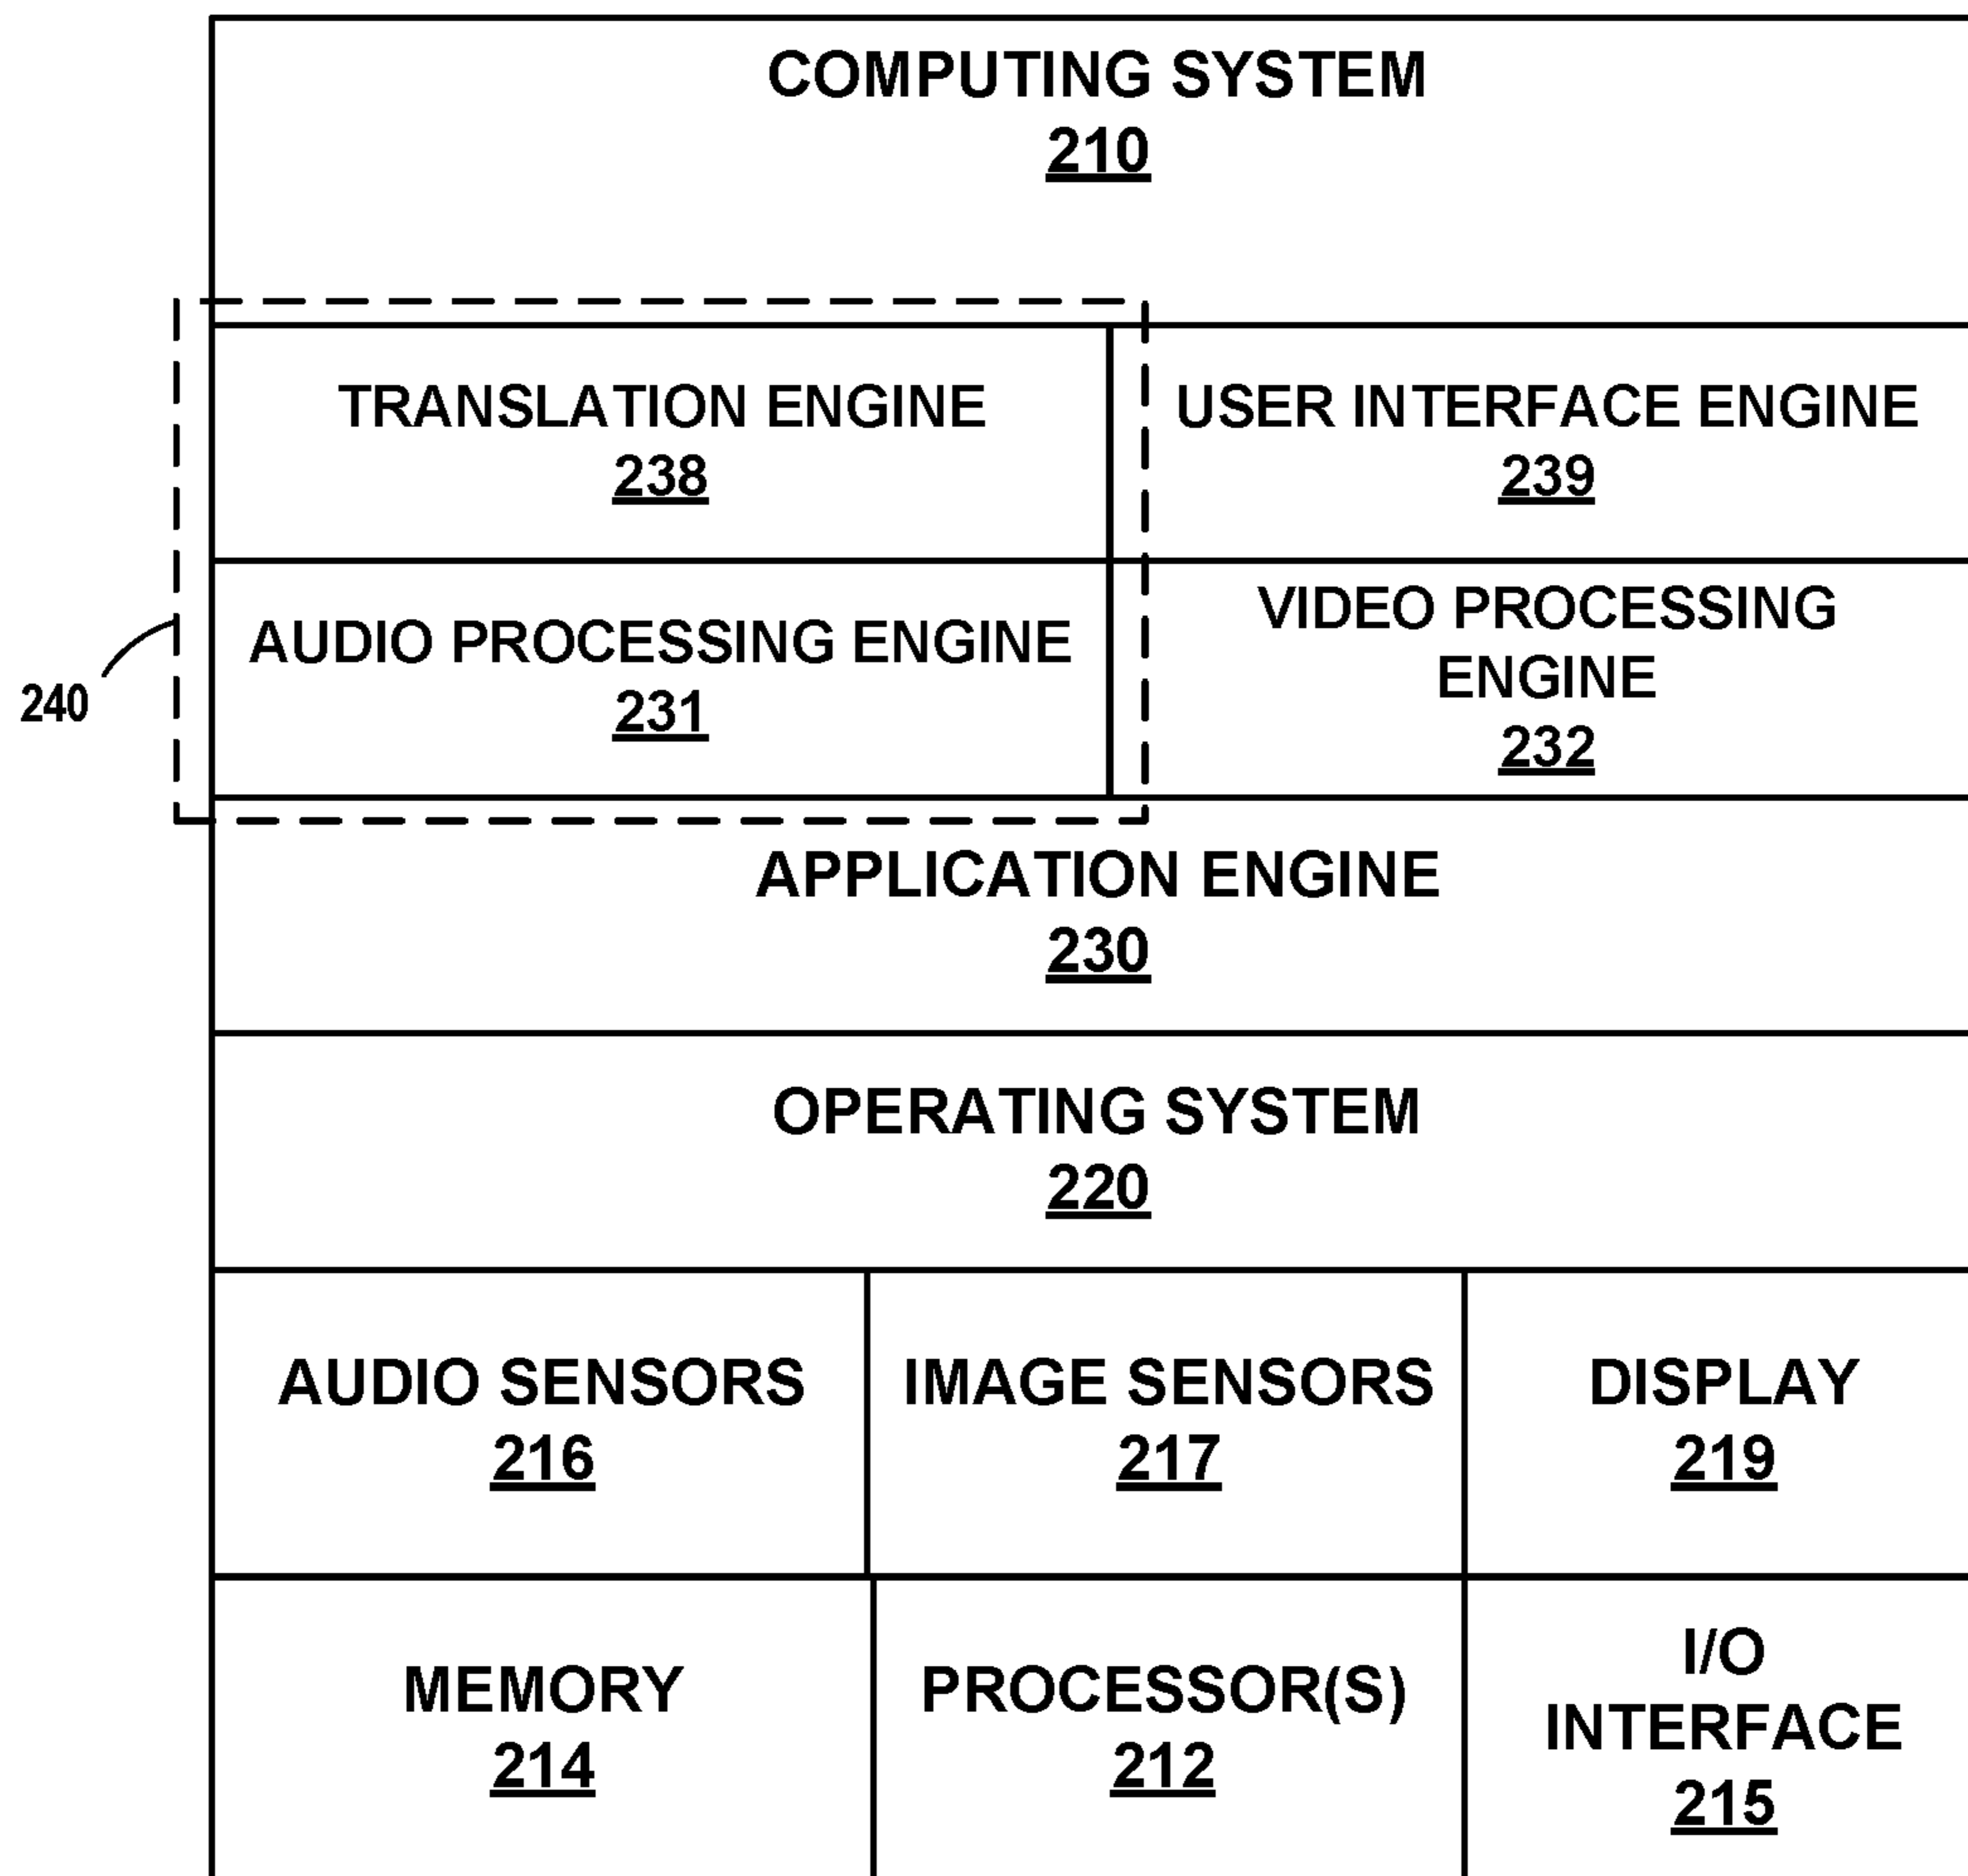 COMPUTING SYSTEM
210
TRANSLATION ENGINE
238
USER INTERFACE ENGINE
239
AUDIO PROCESSING ENGINE
231
VIDEO PROCESSING
ENGINE
232
240
APPLICATION ENGINE
230
OPERATING SYSTEM
220
AUDIO SENSORS
216
IMAGE SENSORS
217
DISPLAY
219
MEMORY
214
PROCESSOR(S)
212
I/O
INTERFACE
215